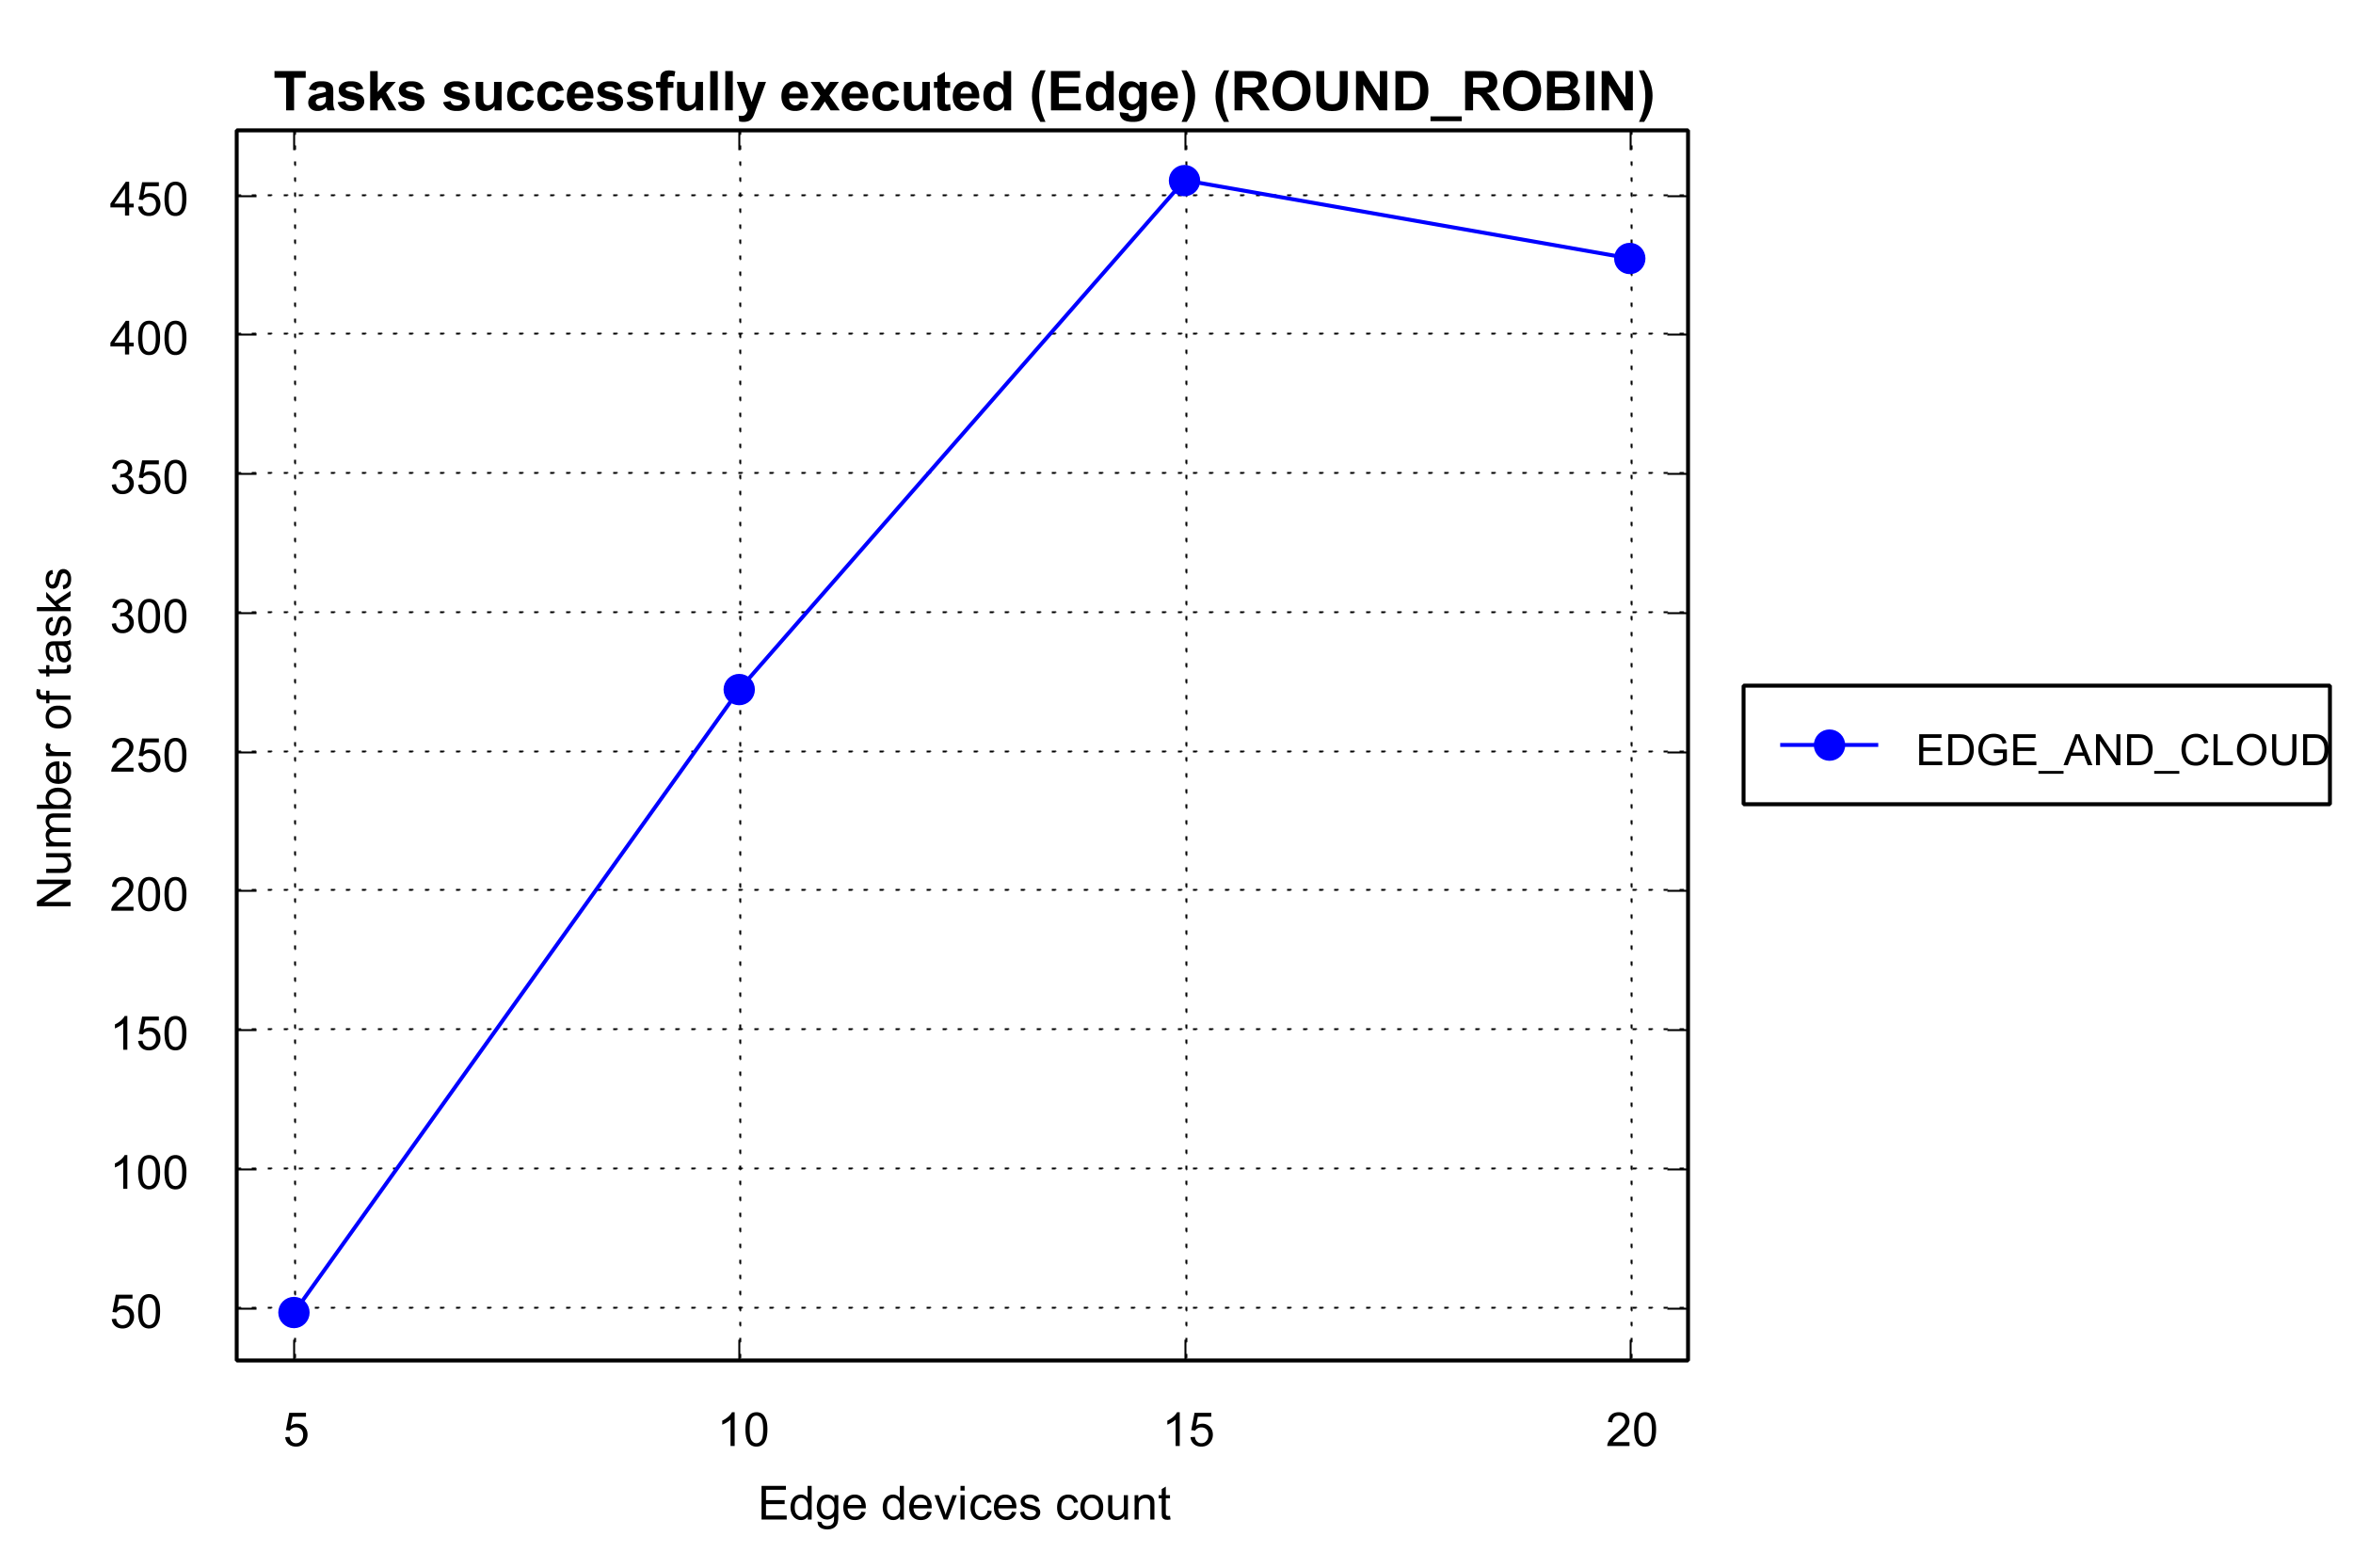 Tasks successfully executed (Edge) (ROUND_ROBIN)
450
400
350
300
250
200
150
100
50
Number of tasks
5 10 15 20
Edge devices count
EDGE_AND_CLOUD